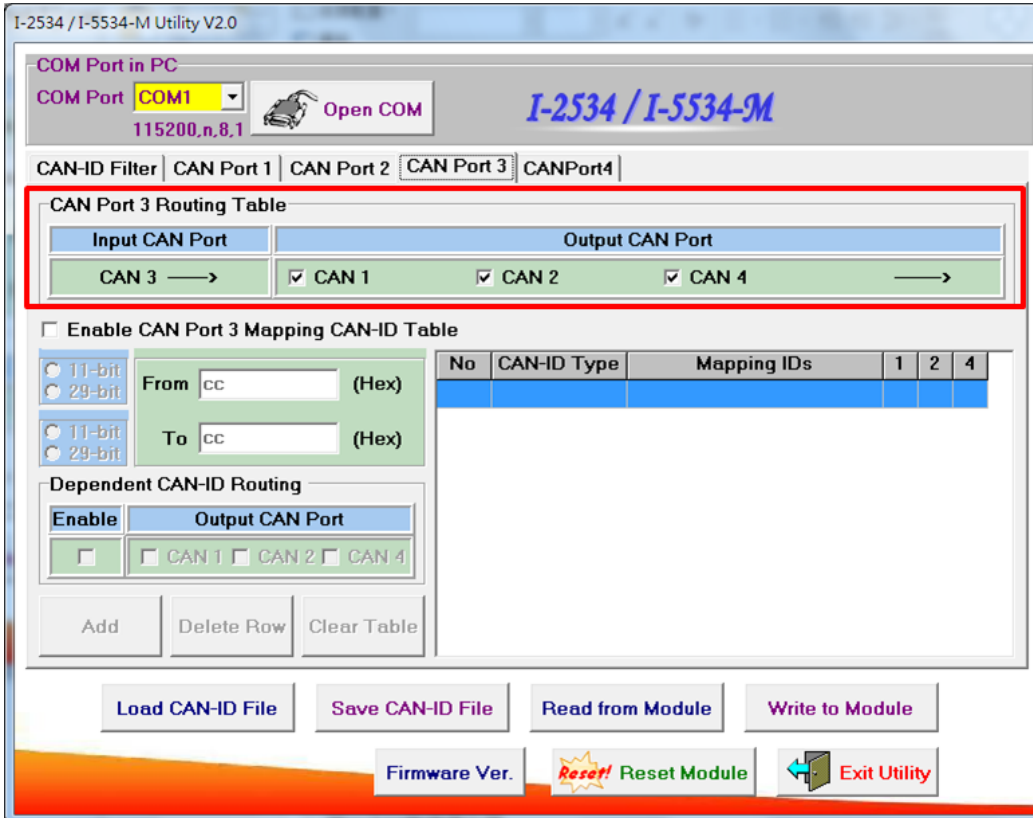 I-2534 / I-5534-M Utility V2.0
COM Port in PC
COM Port COM1 Open COM I-2534 / I-5534-M
115200,n,8,1
CAN-ID Filter CAN Port 1 CAN Port 2 CAN Port 3 CANPort4
CAN Port 3 Routing Table
Input CAN Port Output CAN Port
CAN 3 ——> CAN 1 CAN 2 CAN 4 ——>
Enable CAN Port 3 Mapping CAN-ID Table
11-bit
29-bit
From cc (Hex)
11-bit
29-bit
To cc (Hex)
No CAN-ID Type Mapping IDs 1 2 4
Dependent CAN-ID Routing
Enable Output CAN Port
CAN 1 CAN 2 CAN 4
Add Delete Row Clear Table
Load CAN-ID File Save CAN-ID File Read from Module Write to Module
Firmware Ver. Reset! Reset Module Exit Utility